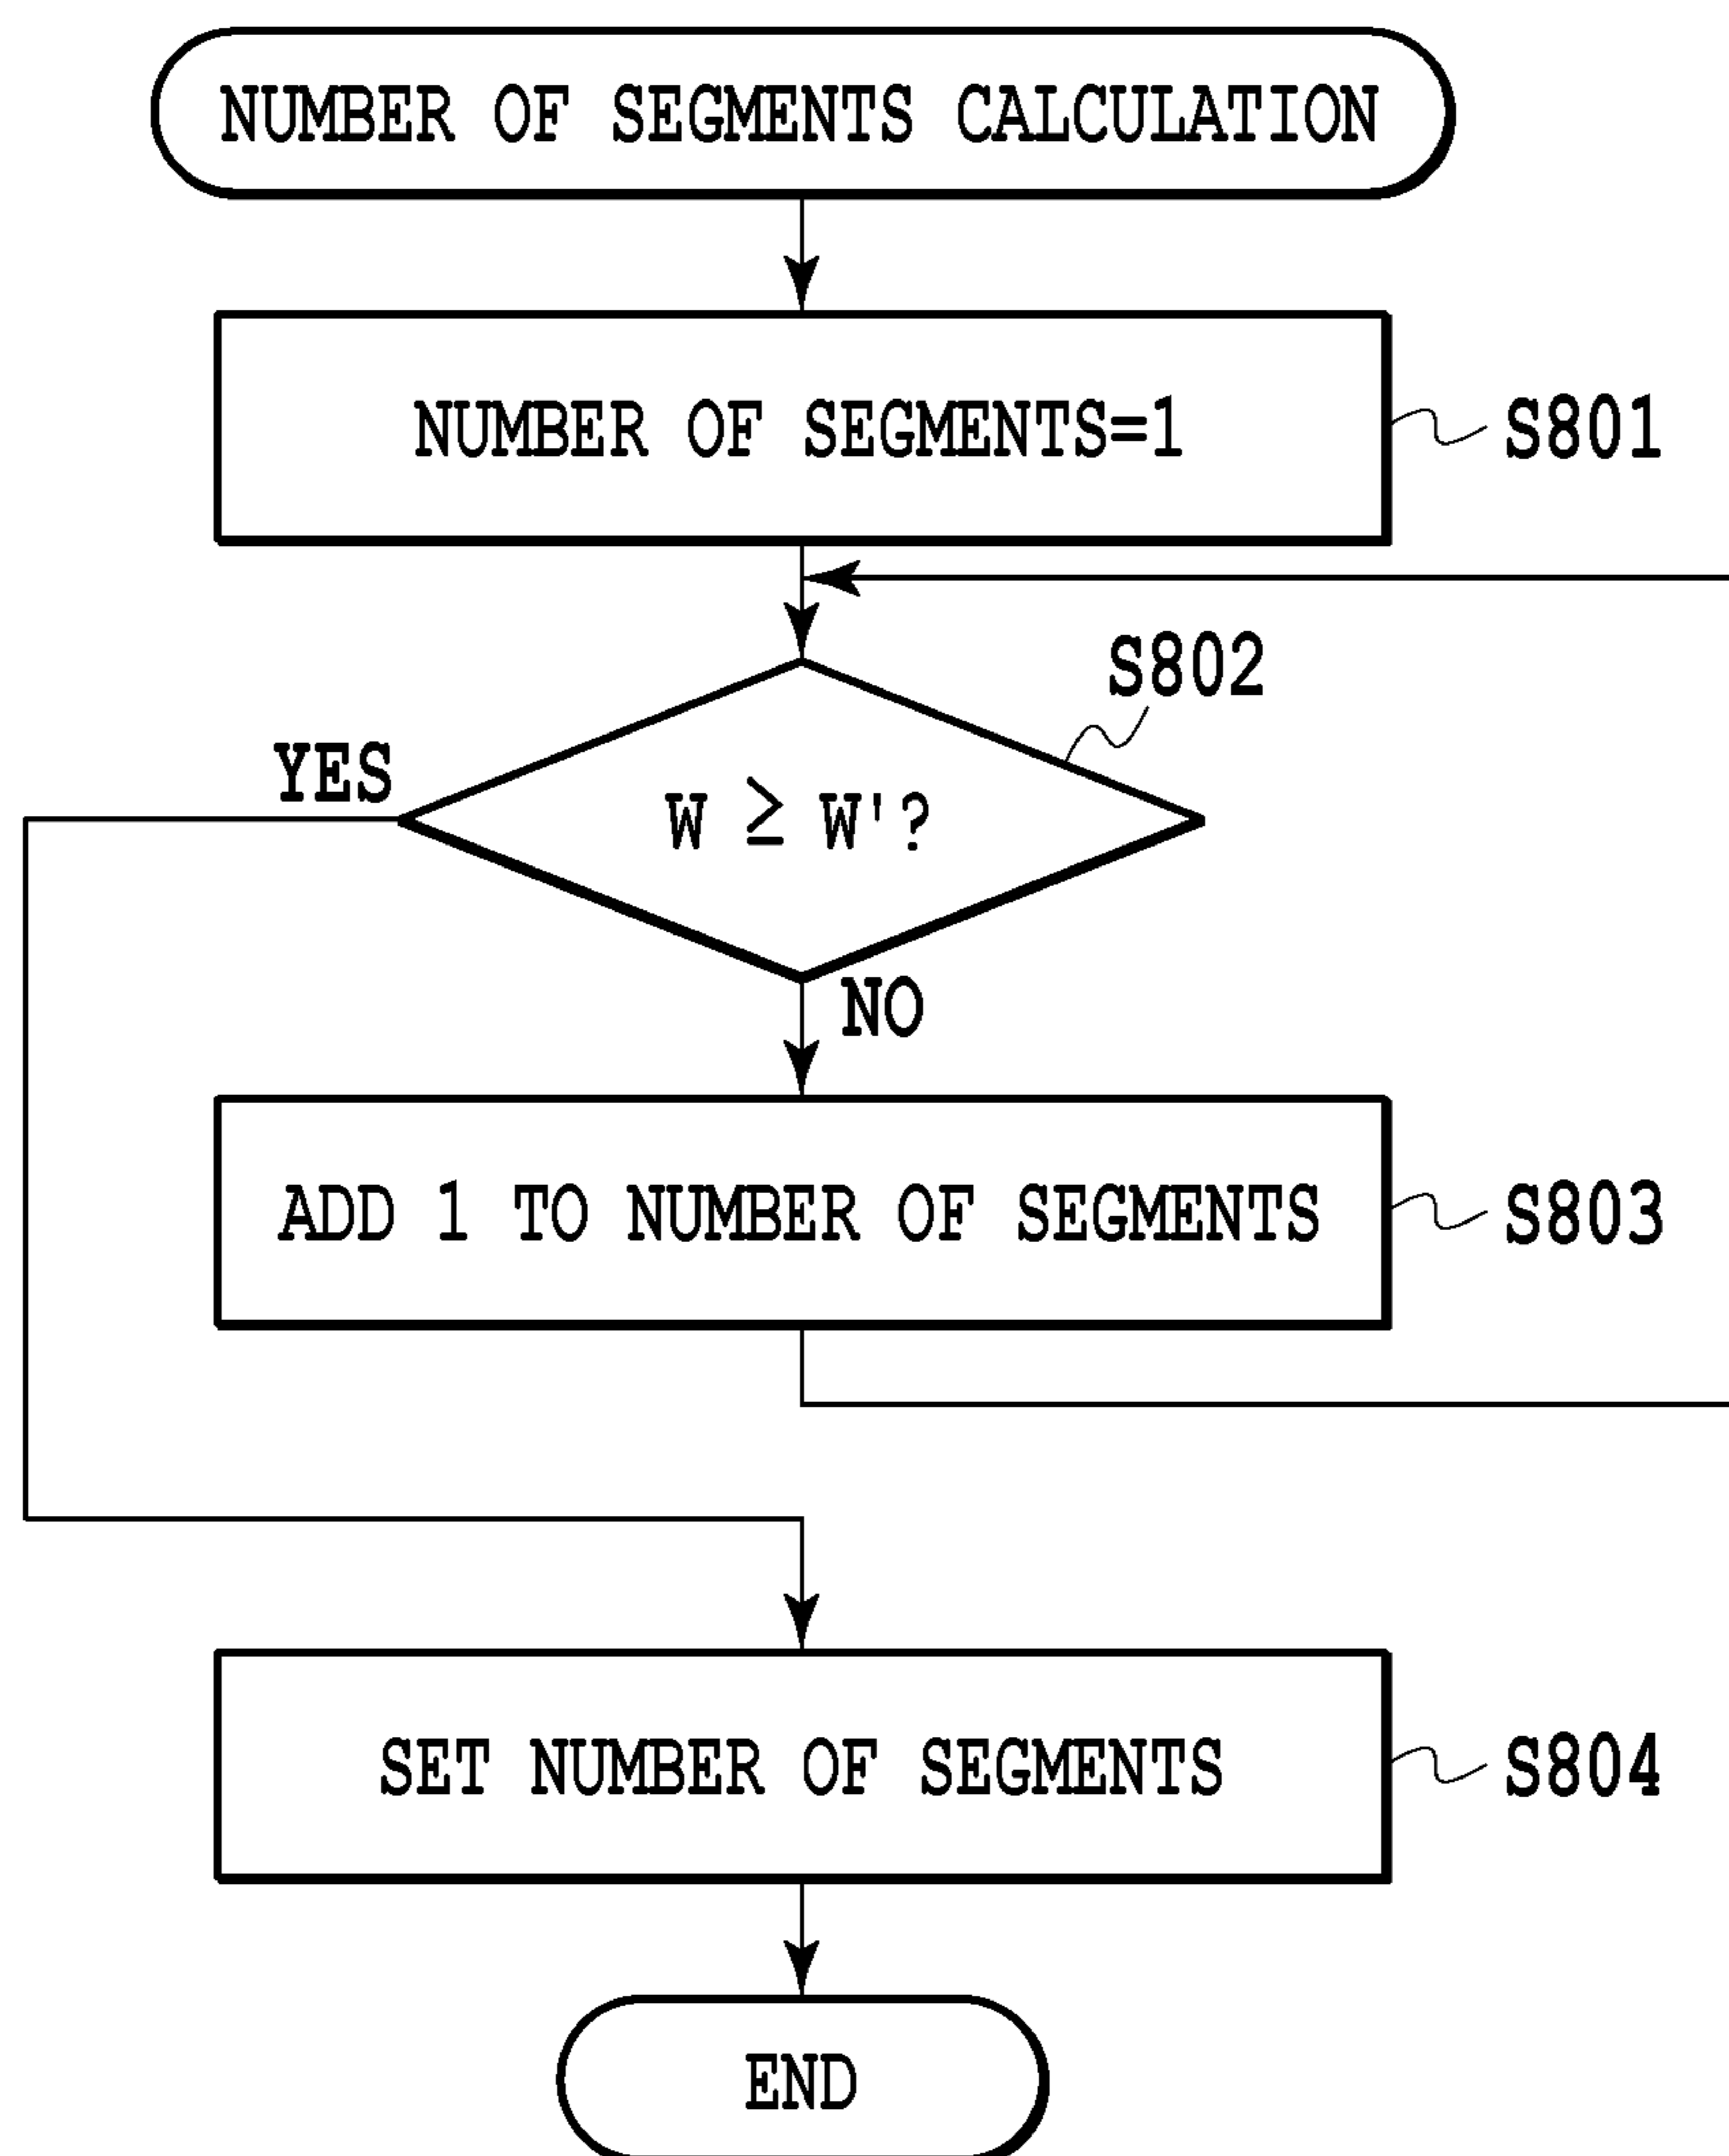 NUMBER OF SEGMENTS CALCULATION
NUMBER OF SEGMENTS=1
S801
S802
YES
W ≥ W'?
NO
ADD 1 TO NUMBER OF SEGMENTS
S803
SET NUMBER OF SEGMENTS
S804
END